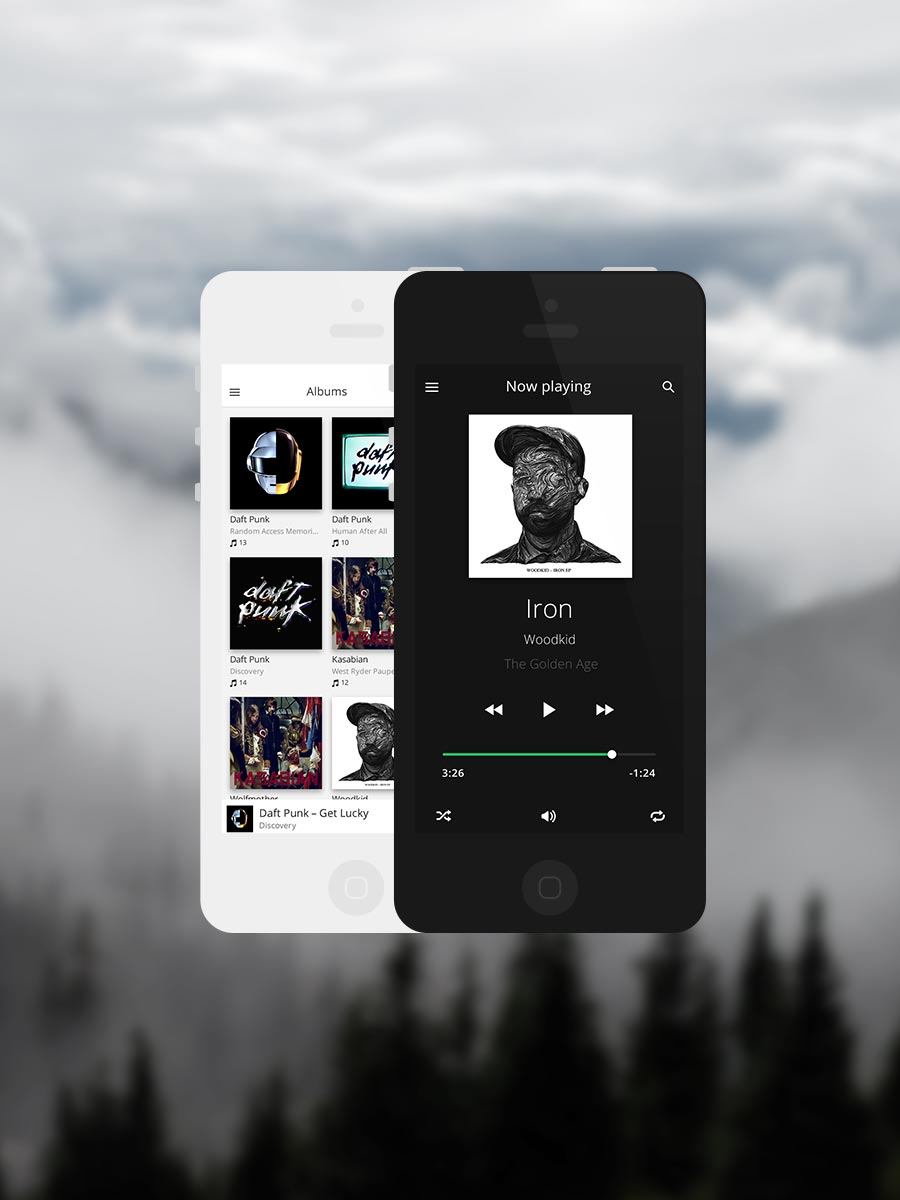 Albums
Daft Punk
Random Access Memori...
13
daft
punk
Daft Punk
Human After All
10
daft
punk
Daft Punk
Discovery
14
KASABIAN
Kasabian
West Ryder Paupe
12
KASABIAN
Wolfmother
Woodkid
Daft Punk – Get Lucky
Discovery
Now playing
WOODKID - IRON EP
Iron
Woodkid
The Golden Age
3:26
-1:24